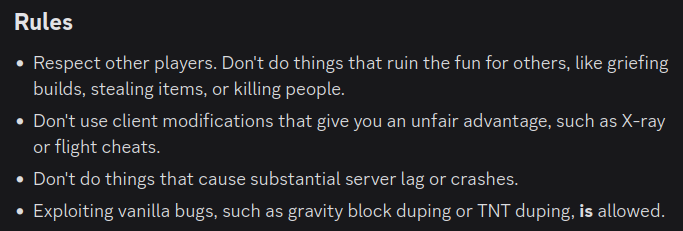 Rules
• Respect other players. Don't do things that ruin the fun for others, like griefing
builds, stealing items, or killing people.
• Don't use client modifications that give you an unfair advantage, such as X-ray
or flight cheats.
• Don't do things that cause substantial server lag or crashes.
• Exploiting vanilla bugs, such as gravity block duping or TNT duping, is allowed.